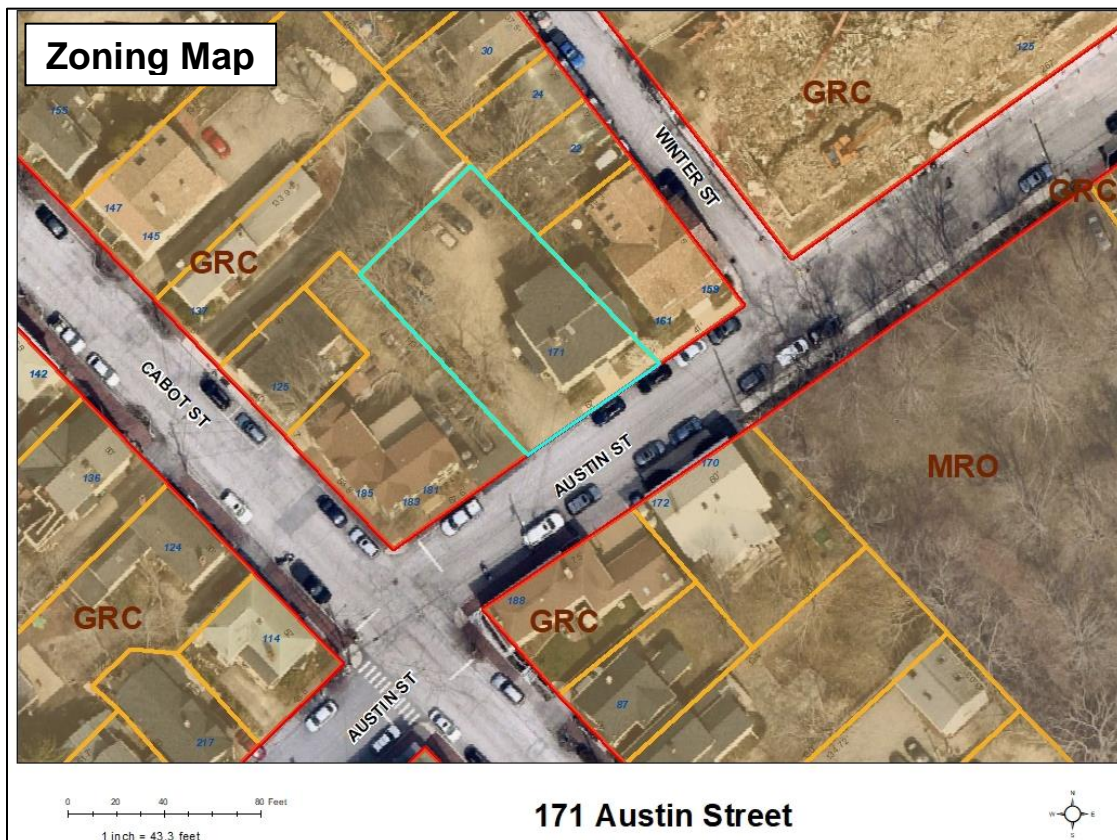 Zoning Map
30
155
24
22
125
GRC
WINTER ST
GRC
147
145
GRC
137
159
161
171
125
142
CABOT ST
AUSTIN ST
170
172
MRO
136
195
181
183
124
188
GRC
GRC
114
87
AUSTIN ST
217
0 20 40 80 Feet
1 inch = 43.3 feet
171 Austin Street
N
W E
S